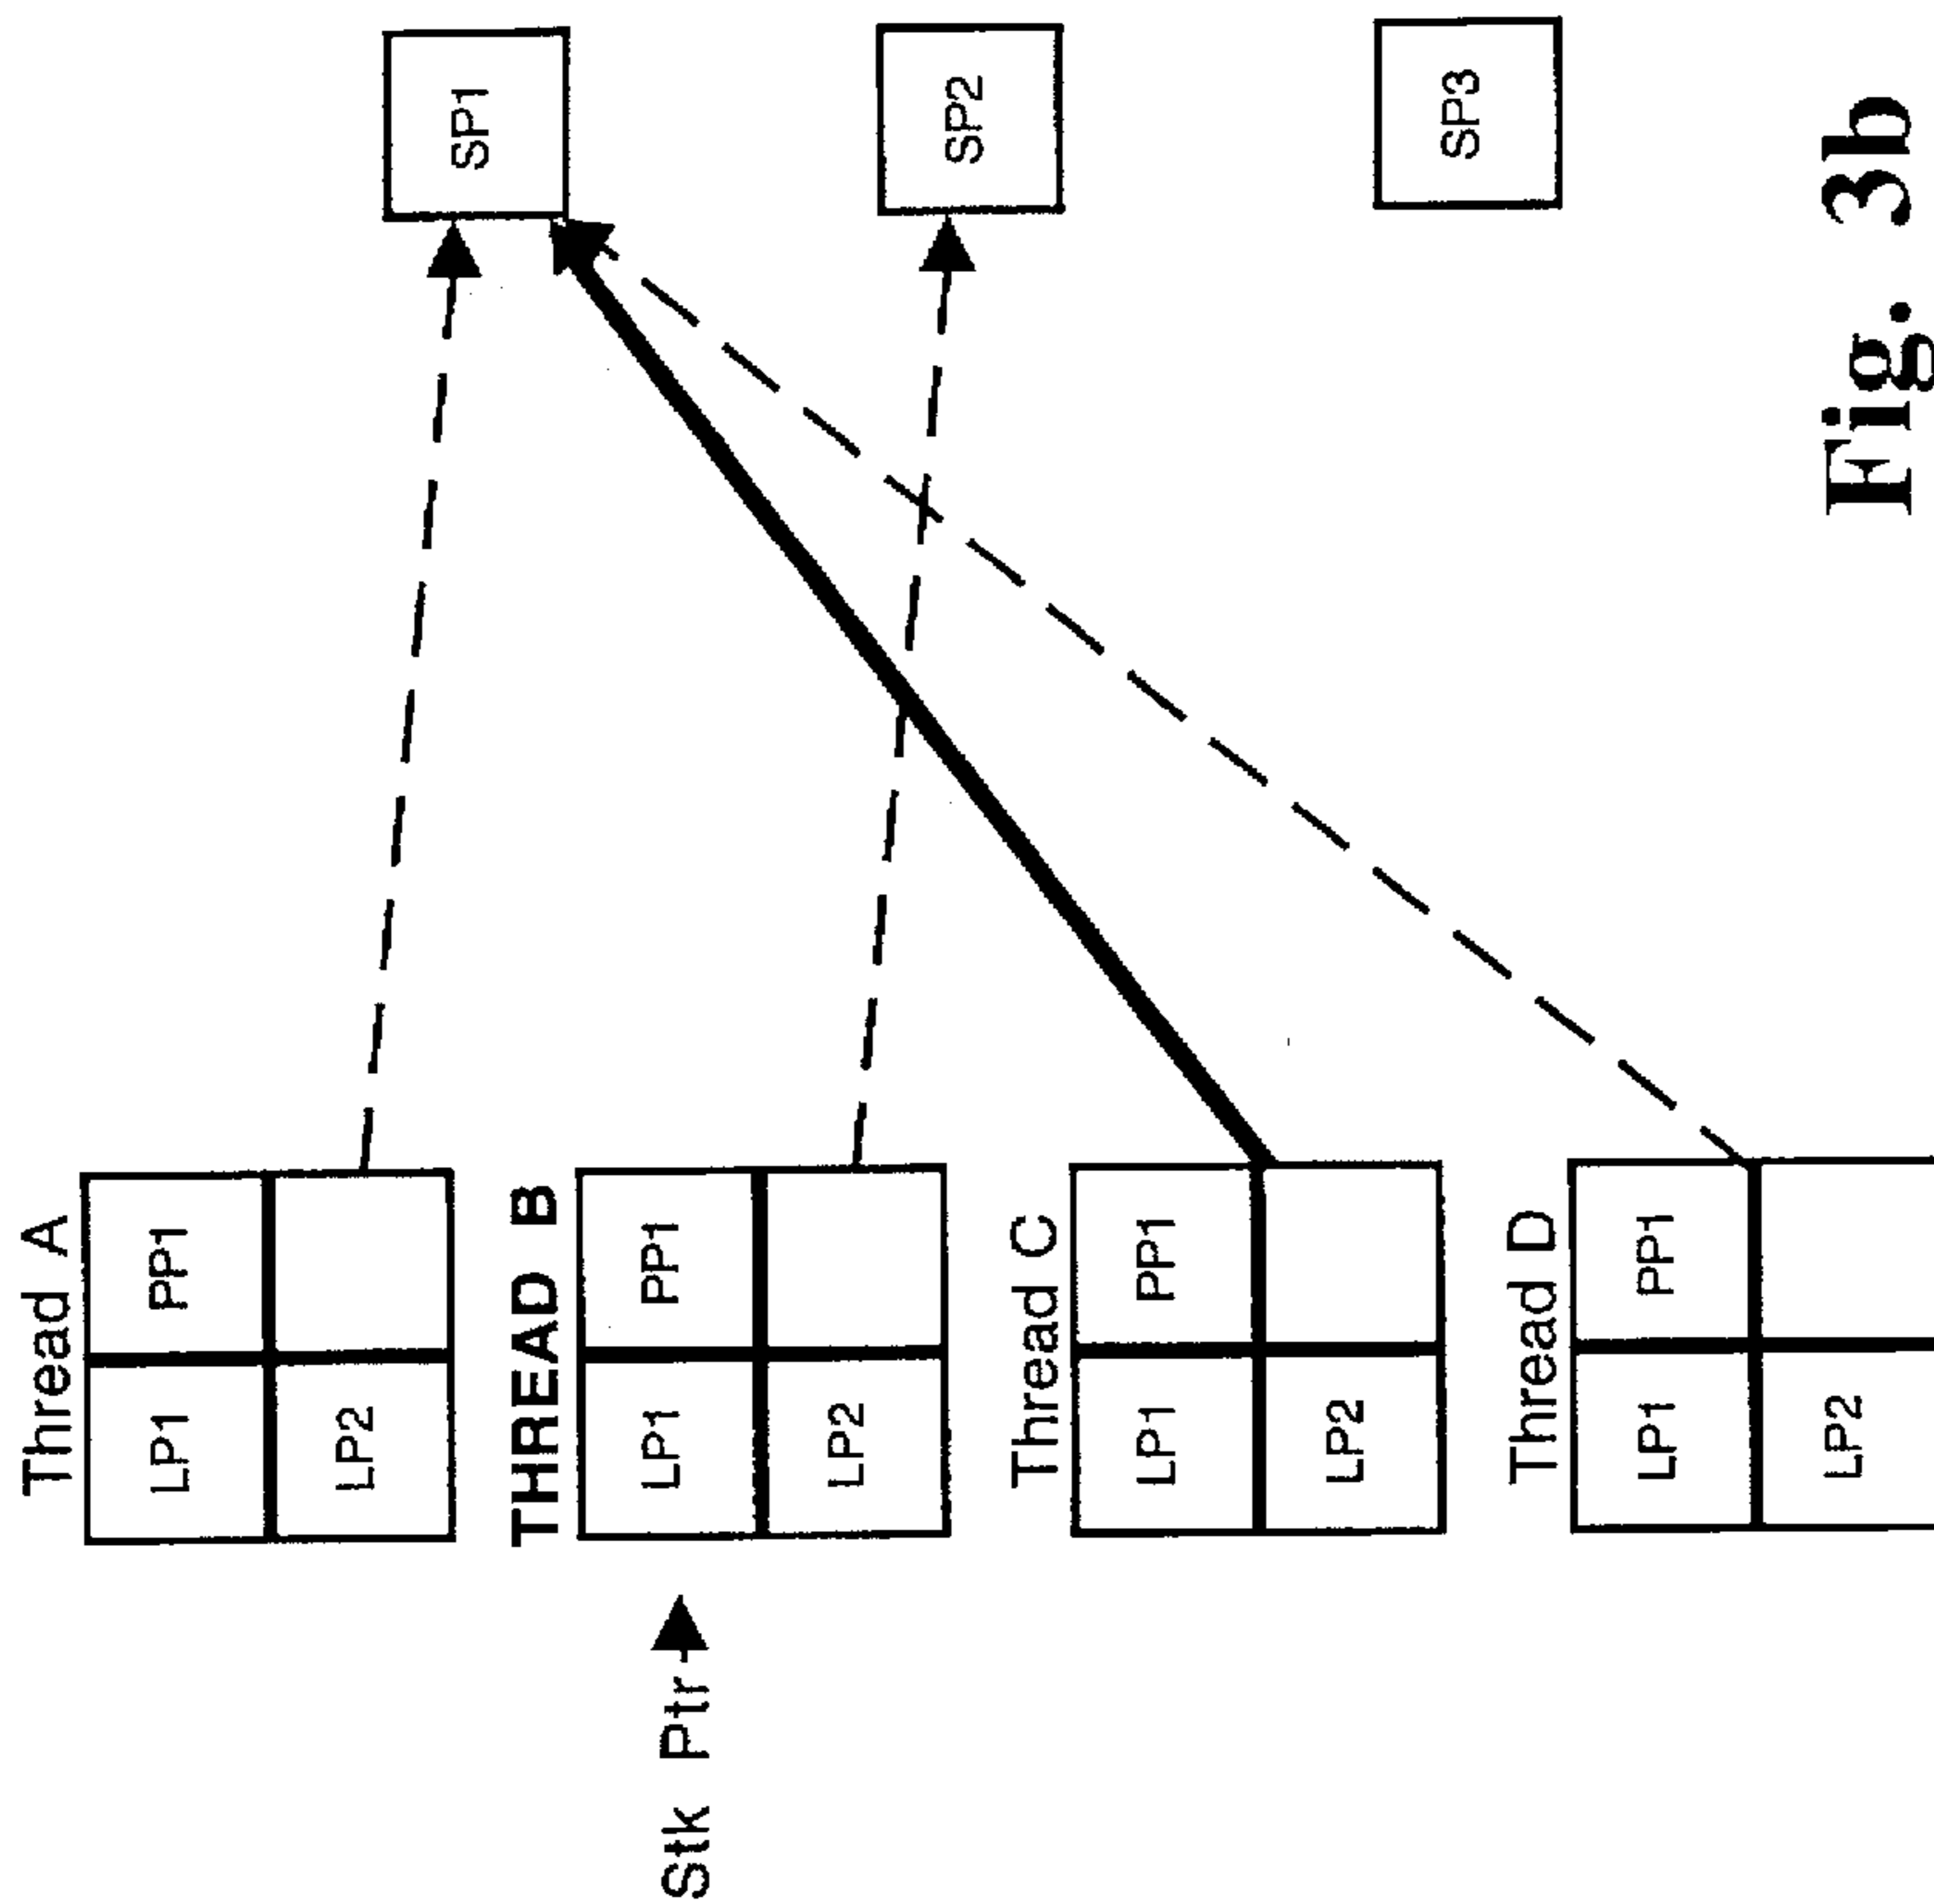 Thread A
LP1 PP1
LP2
SP1
THREAD B
Stk Ptr
LP1 PP1
LP2
SP2
Thread C
LP1 PP1
LP2
SP3
Thread D
LP1 PP1
LP2
Fig. 3b